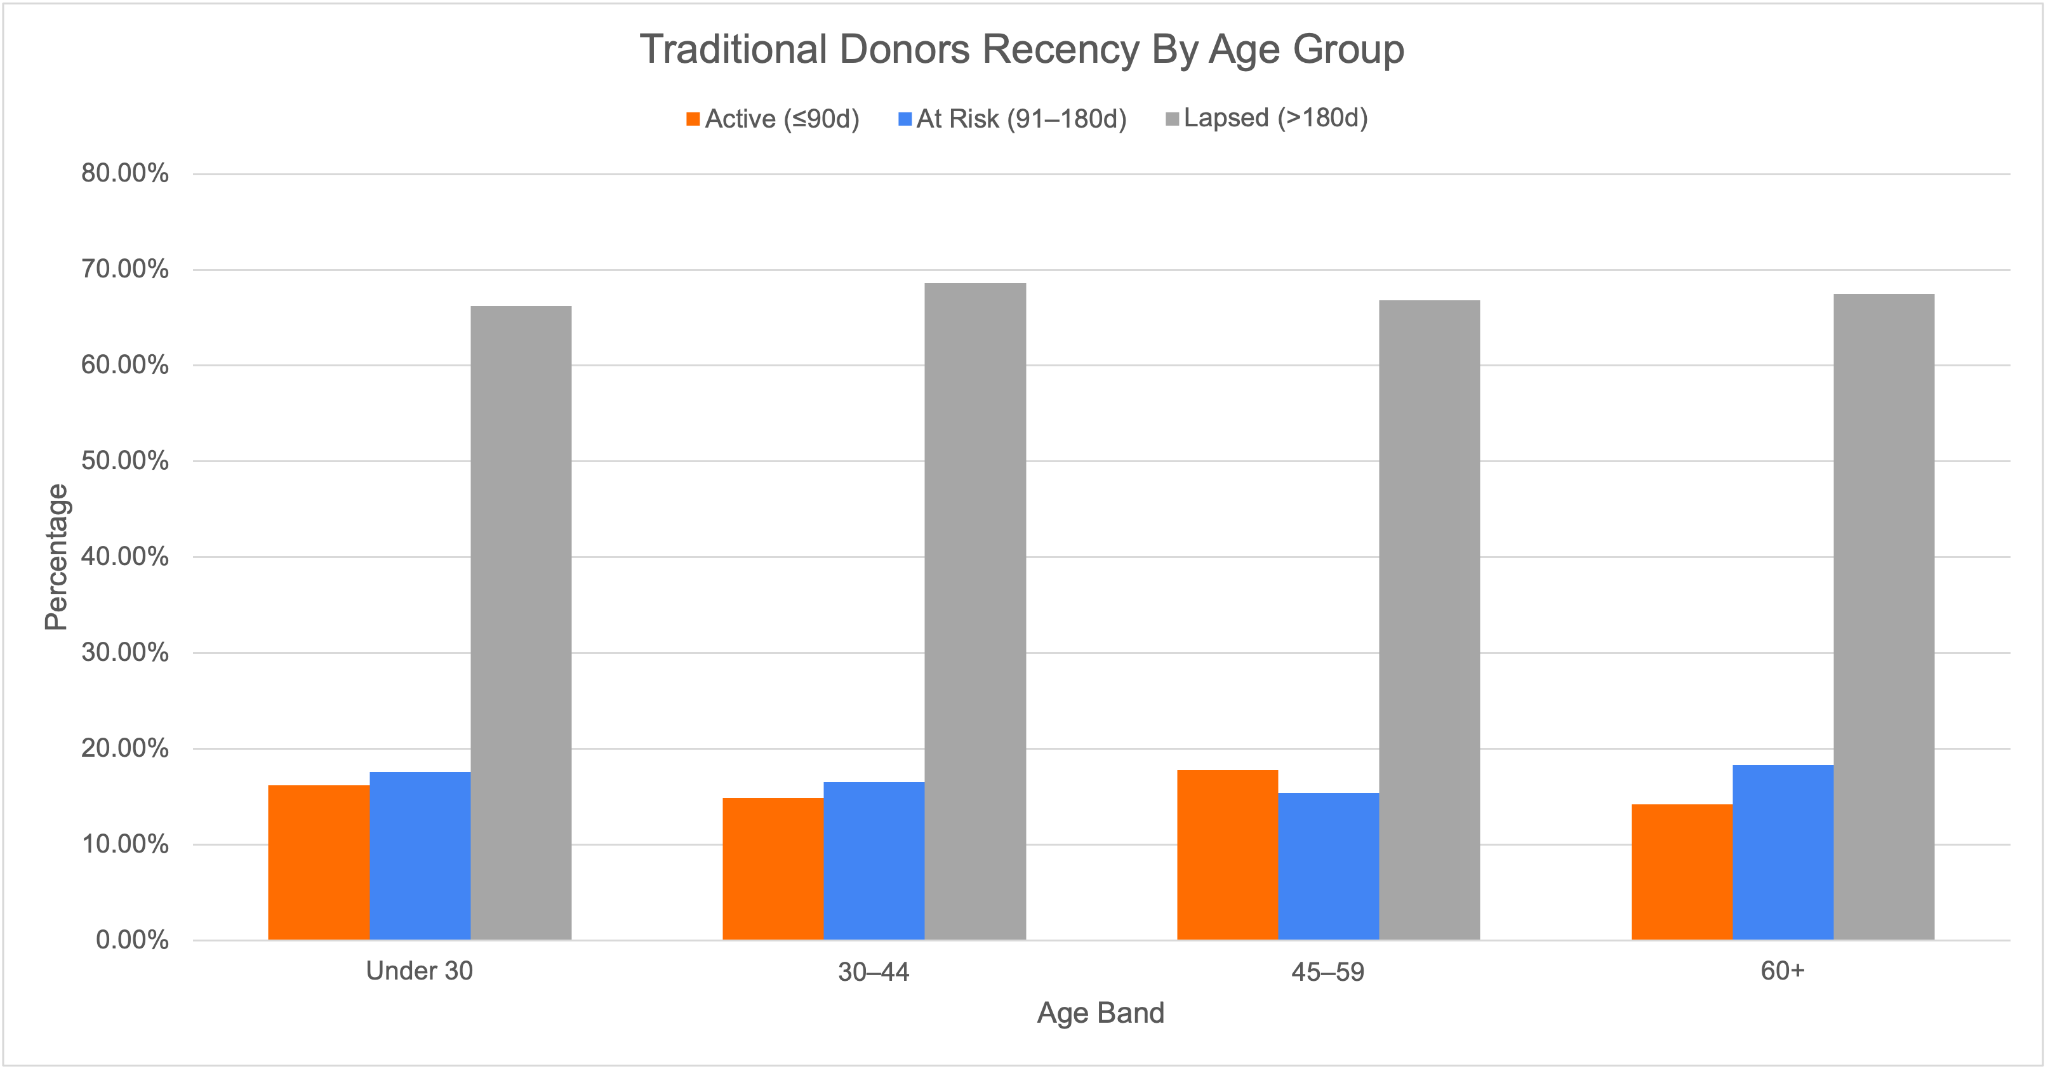 Traditional Donors Recency By Age Group
Active (≤90d) At Risk (91–180d) Lapsed (>180d)
80.00%
70.00%
60.00%
50.00%
40.00%
30.00%
20.00%
10.00%
0.00%
Percentage
Under 30 30–44 45–59 60+
Age Band